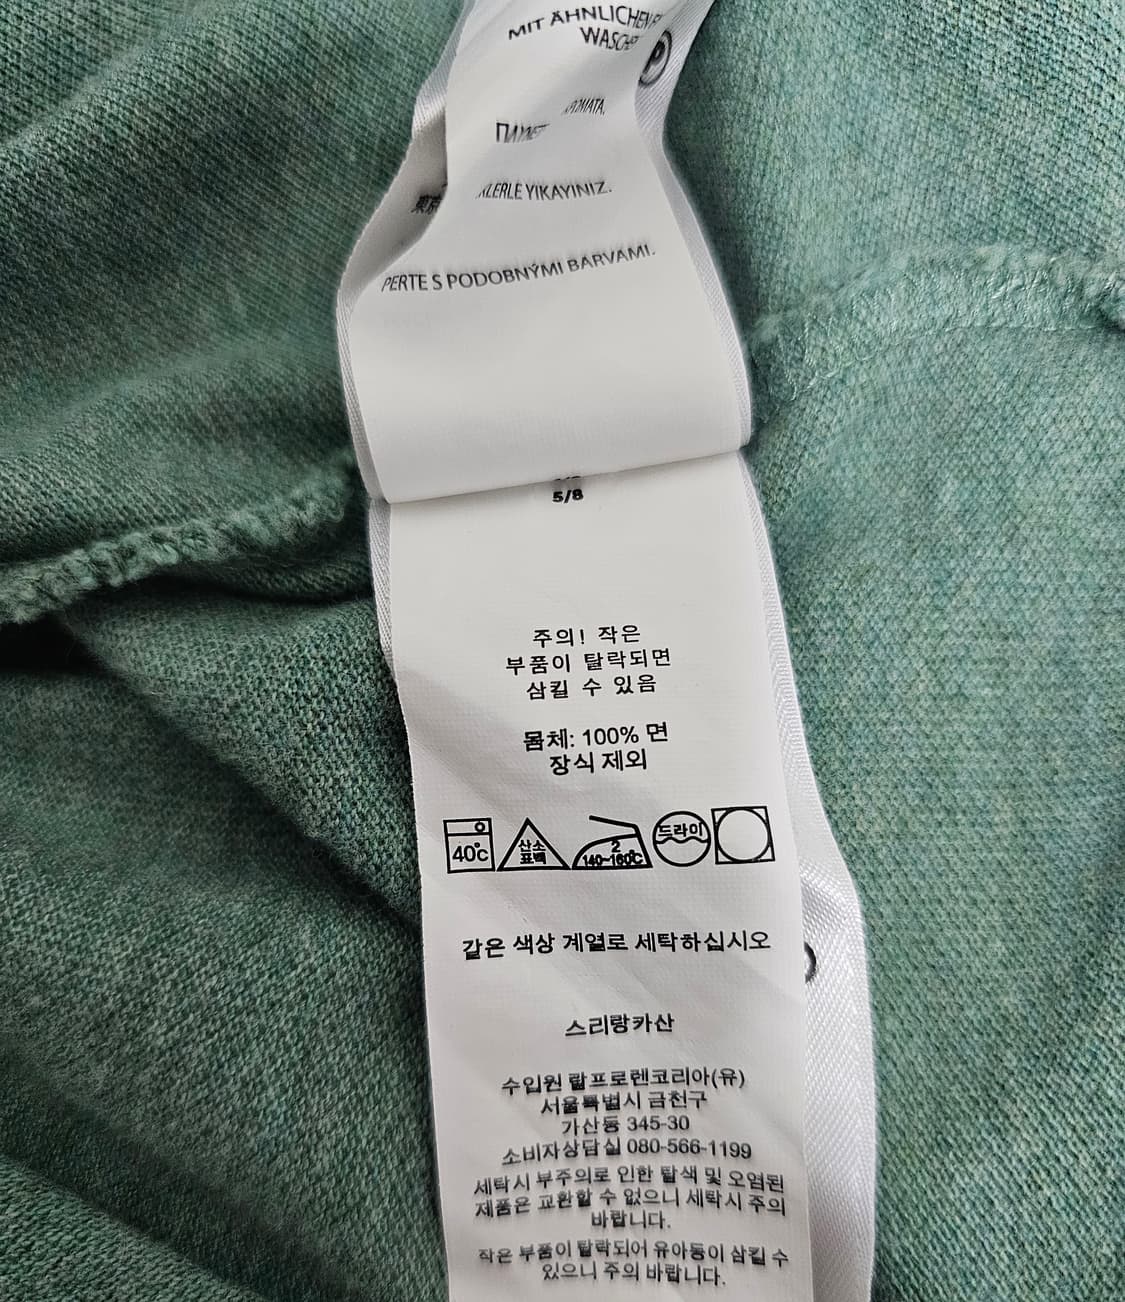 MIT ÄHNLICHEN
WASCHE
ΧΡΩΜΑΤΑ.
KLERLE YIKAYINIZ.
東京
PERTE S PODOBNÝMI BARVAMI.
5/8
주의! 작은
부품이 탈락되면
삼킬 수 있음
몸체: 100% 면
장식 제외
40°C
산소
표백
2
140~160°C
드라이
같은 색상 계열로 세탁하십시오
스리랑카산
수입원 랄프로렌코리아(유)
서울특별시 금천구
가산동 345-30
소비자상담실 080-566-1199
세탁시 부주의로 인한 탈색 및 오염된
제품은 교환할 수 없으니 세탁시 주의
바랍니다.
작은 부품이 탈락되어 유아등이 삼킬 수
있으니 주의 바랍니다.